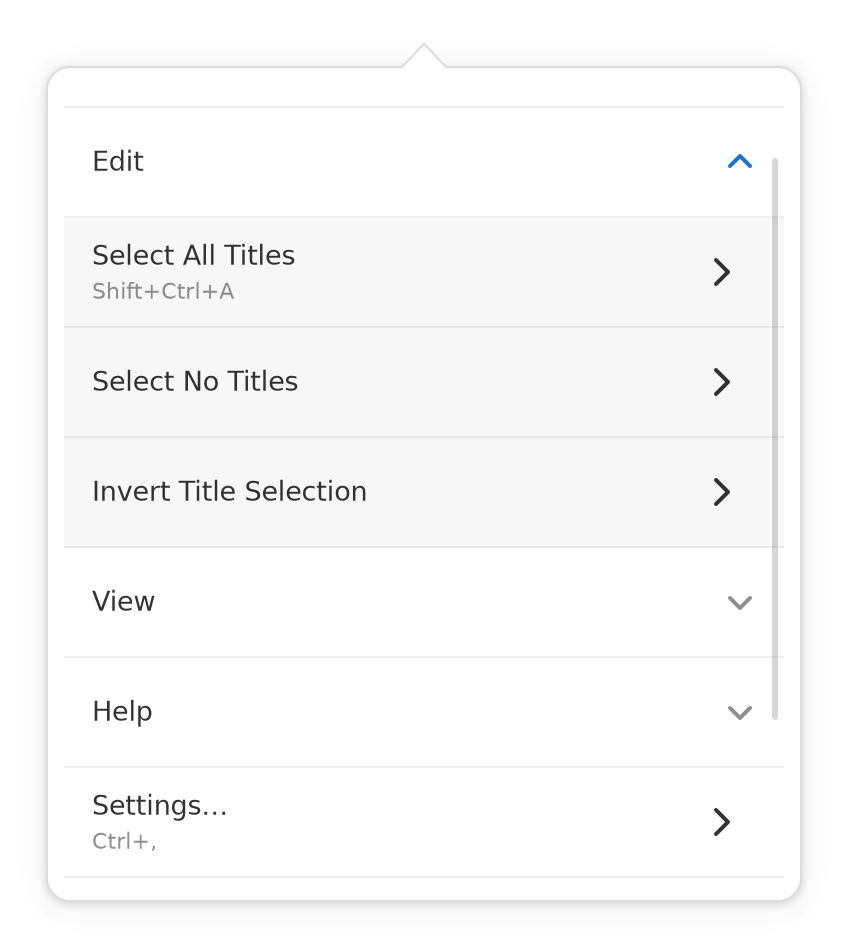 Edit
Select All Titles
Shift+Ctrl+A
Select No Titles
Invert Title Selection
View
Help
Settings…
Ctrl+,